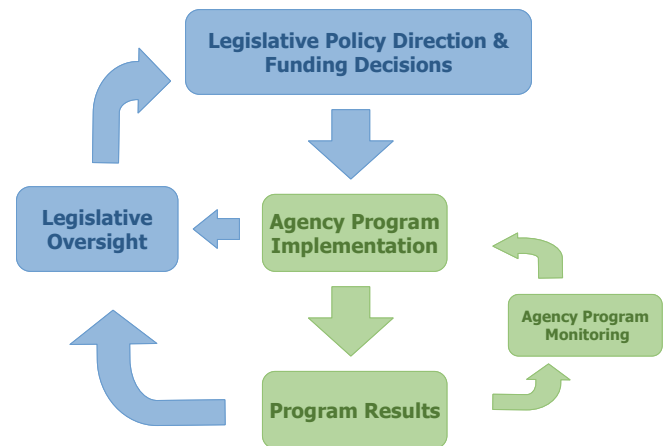 Legislative Policy Direction &
Funding Decisions
Legislative
Oversight
Agency Program
Implementation
Agency Program
Monitoring
Program Results